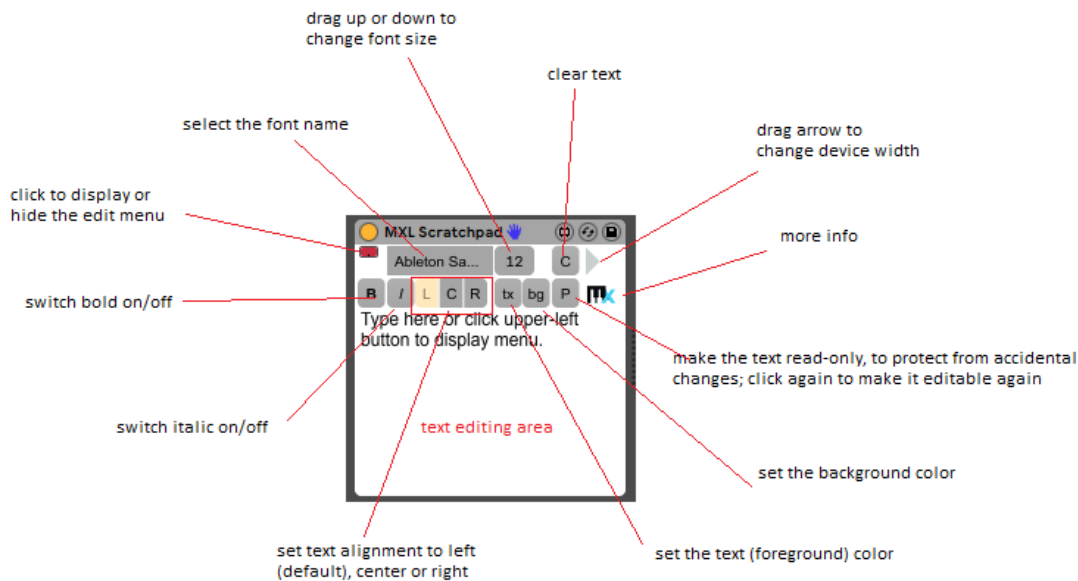 drag up or down to
change font size
clear text
select the font name
drag arrow to
change device width
click to display or
hide the edit menu
MXL Scratchpad
more info
Ableton Sa... 12 C
switch bold on/off
B I L C R tx bg P mx
Type here or click upper-left
button to display menu.
make the text read-only, to protect from accidental
changes; click again to make it editable again
switch italic on/off
text editing area
set the background color
set text alignment to left
(default), center or right
set the text (foreground) color